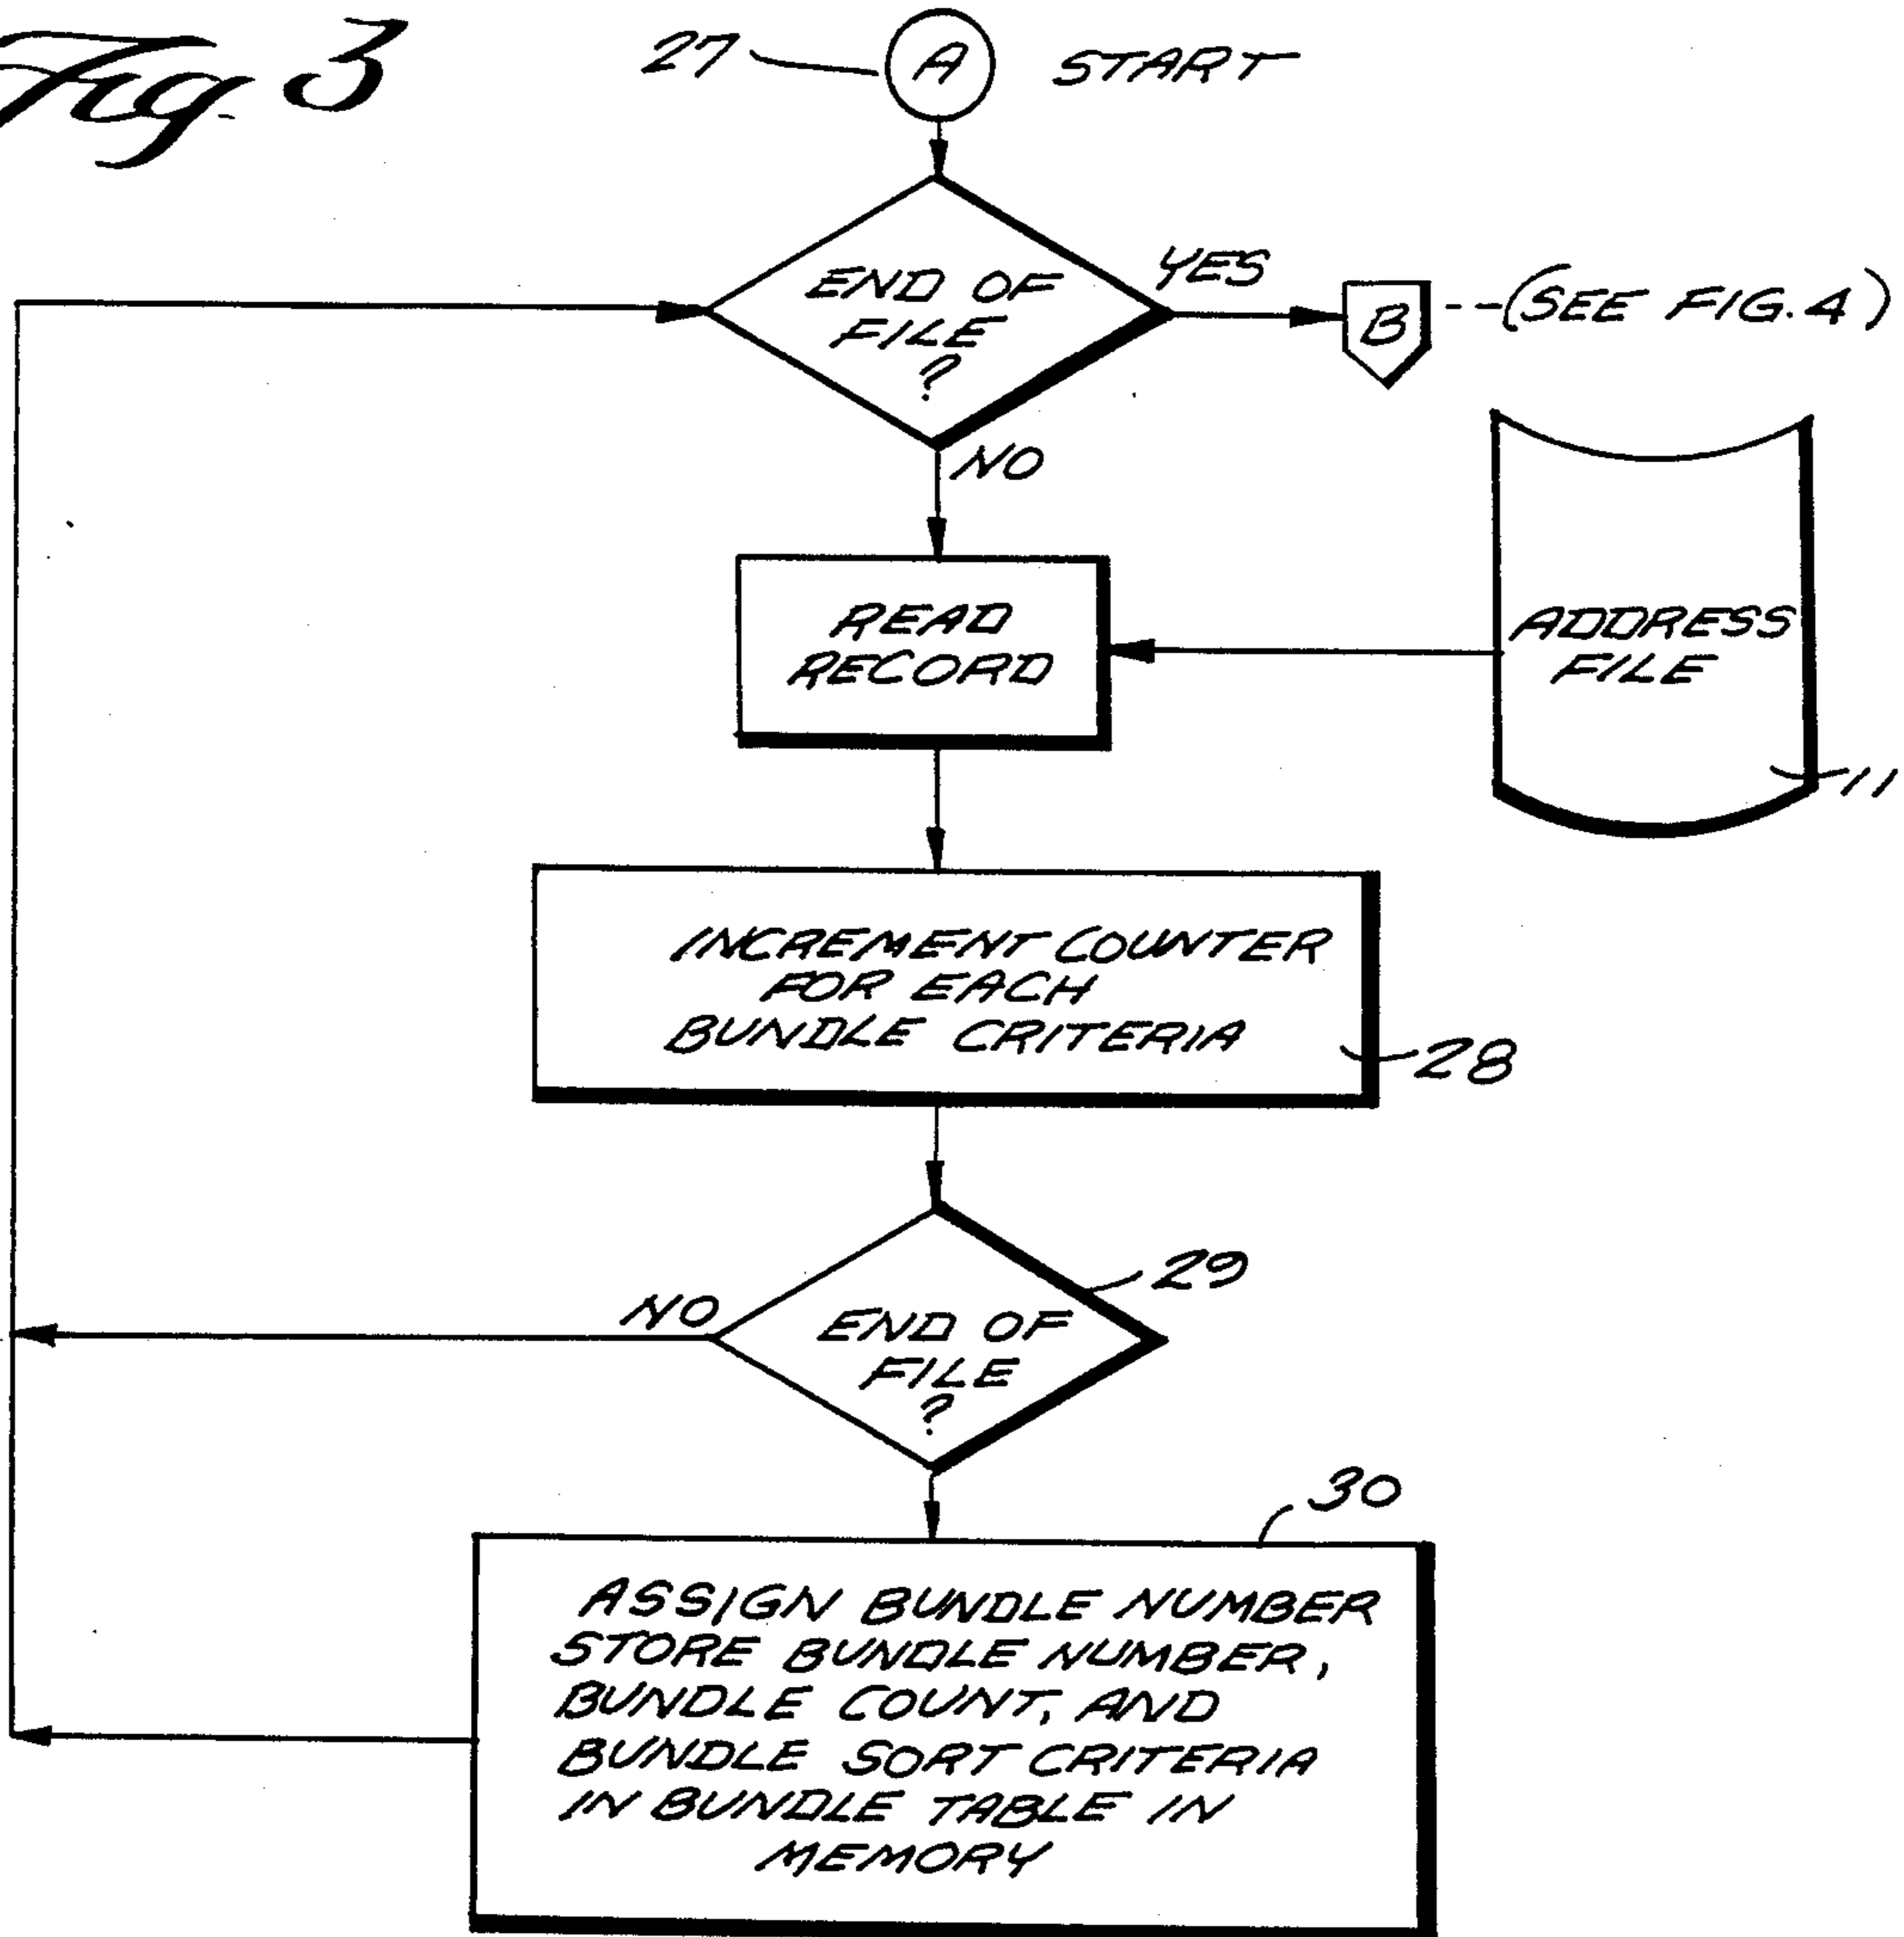 Fig. 3
27 A START
END OF
FILE
?
YES
B --(SEE FIG. 4)
NO
READ
RECORD
ADDRESS
FILE
11
INCREMENT COUNTER
FOR EACH
BUNDLE CRITERIA
28
29
NO
END OF
FILE
?
30
ASSIGN BUNDLE NUMBER
STORE BUNDLE NUMBER,
BUNDLE COUNT, AND
BUNDLE SORT CRITERIA
IN BUNDLE TABLE IN
MEMORY